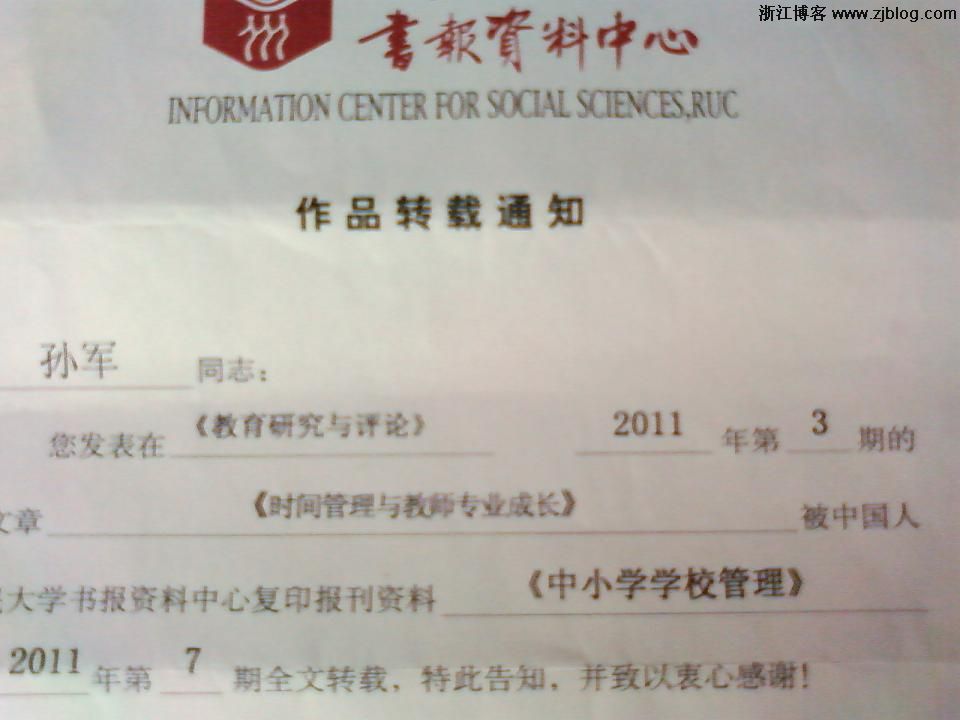 浙江博客 www.zjblog.com
書報資料中心
INFORMATION CENTER FOR SOCIAL SCIENCES,RUC
作品转载通知
孙军 同志：
您发表在 《教育研究与评论》 2011 年第 3 期的
文章 《时间管理与教师专业成长》 被中国人
民大学书报资料中心复印报刊资料 《中小学学校管理》
2011 年第 7 期全文转载，特此告知，并致以衷心感谢！